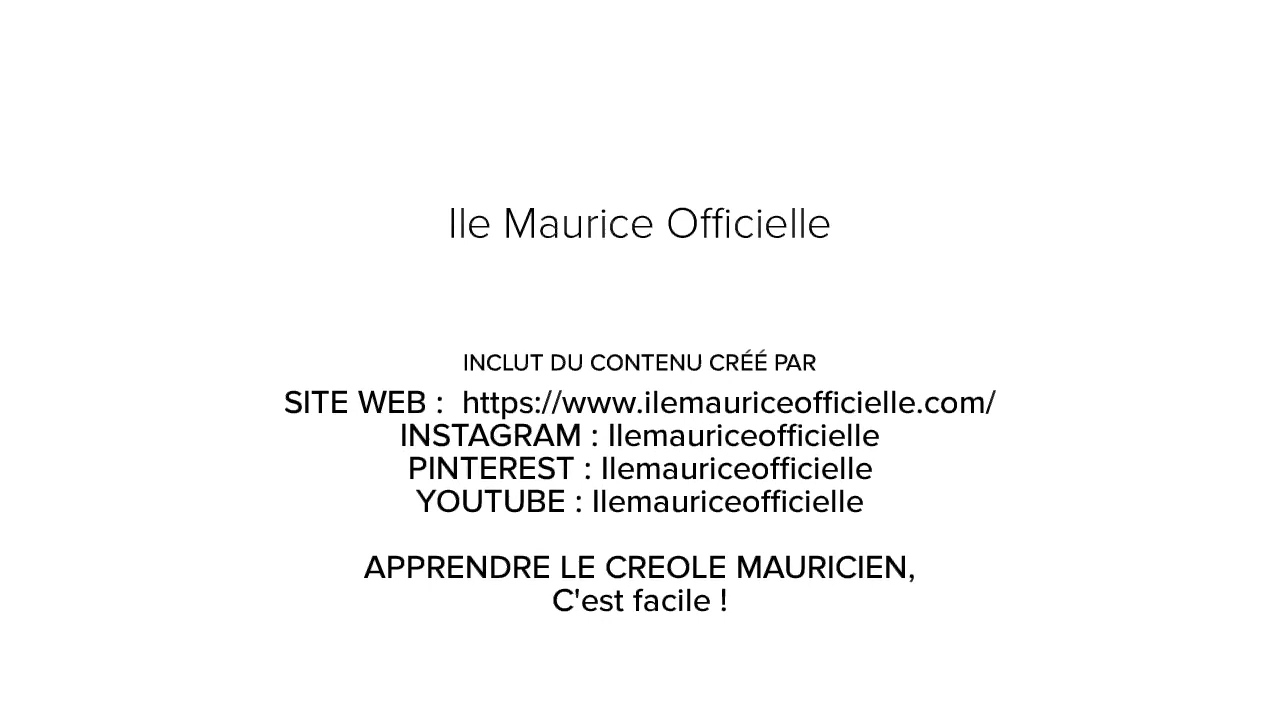 Ile Maurice Officielle
INCLUT DU CONTENU CRÉÉ PAR
SITE WEB :  https://www.ilemauriceofficielle.com/
INSTAGRAM : Ilemauriceofficielle
PINTEREST : Ilemauriceofficielle
YOUTUBE : Ilemauriceofficielle
APPRENDRE LE CREOLE MAURICIEN,
C'est facile !